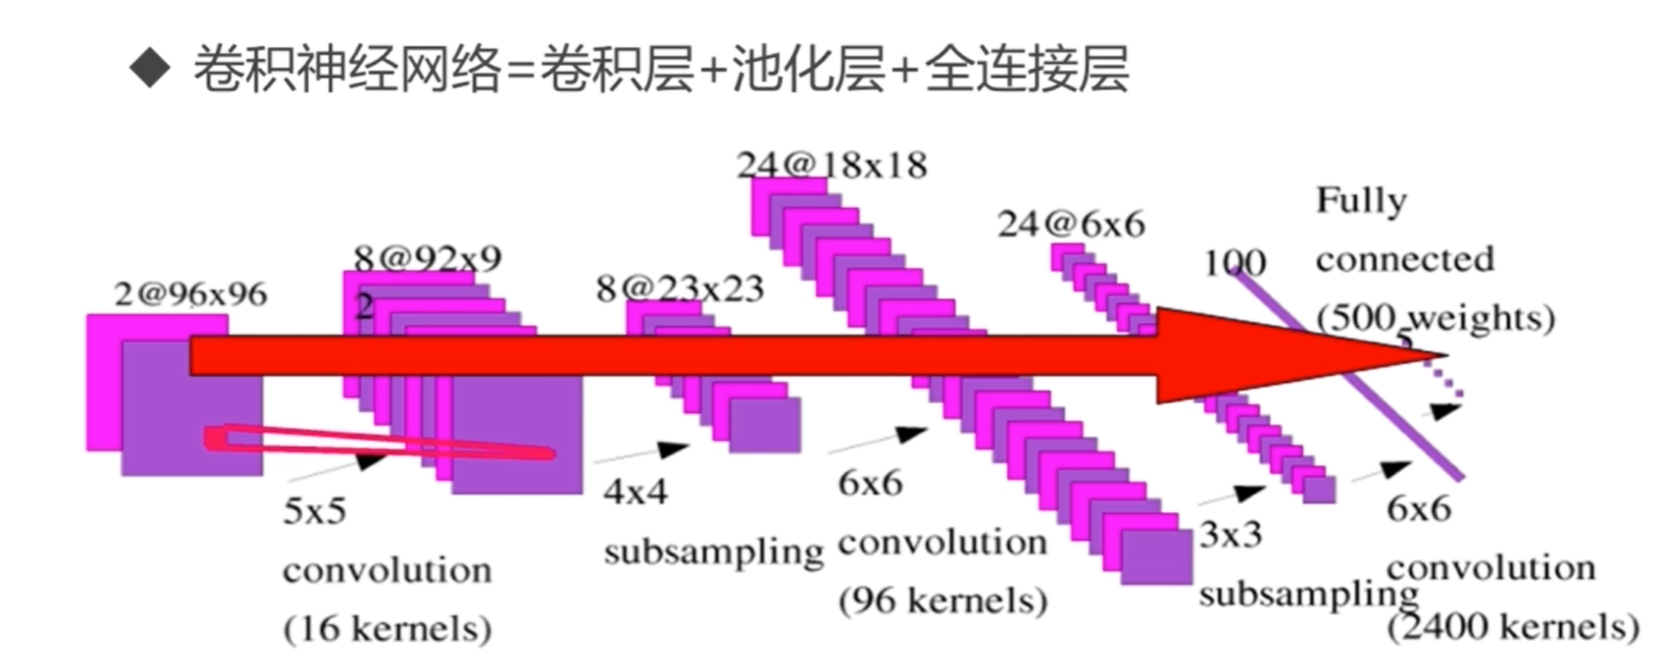 ◆ 卷积神经网络=卷积层+池化层+全连接层
2@96x96
8@92x9
2
8@23x23
24@18x18
24@6x6
100
Fully
connected
(500 weights)
5
5x5
convolution
(16 kernels)
4x4
subsampling
6x6
convolution
(96 kernels)
3x3
subsampling
6x6
convolution
(2400 kernels)